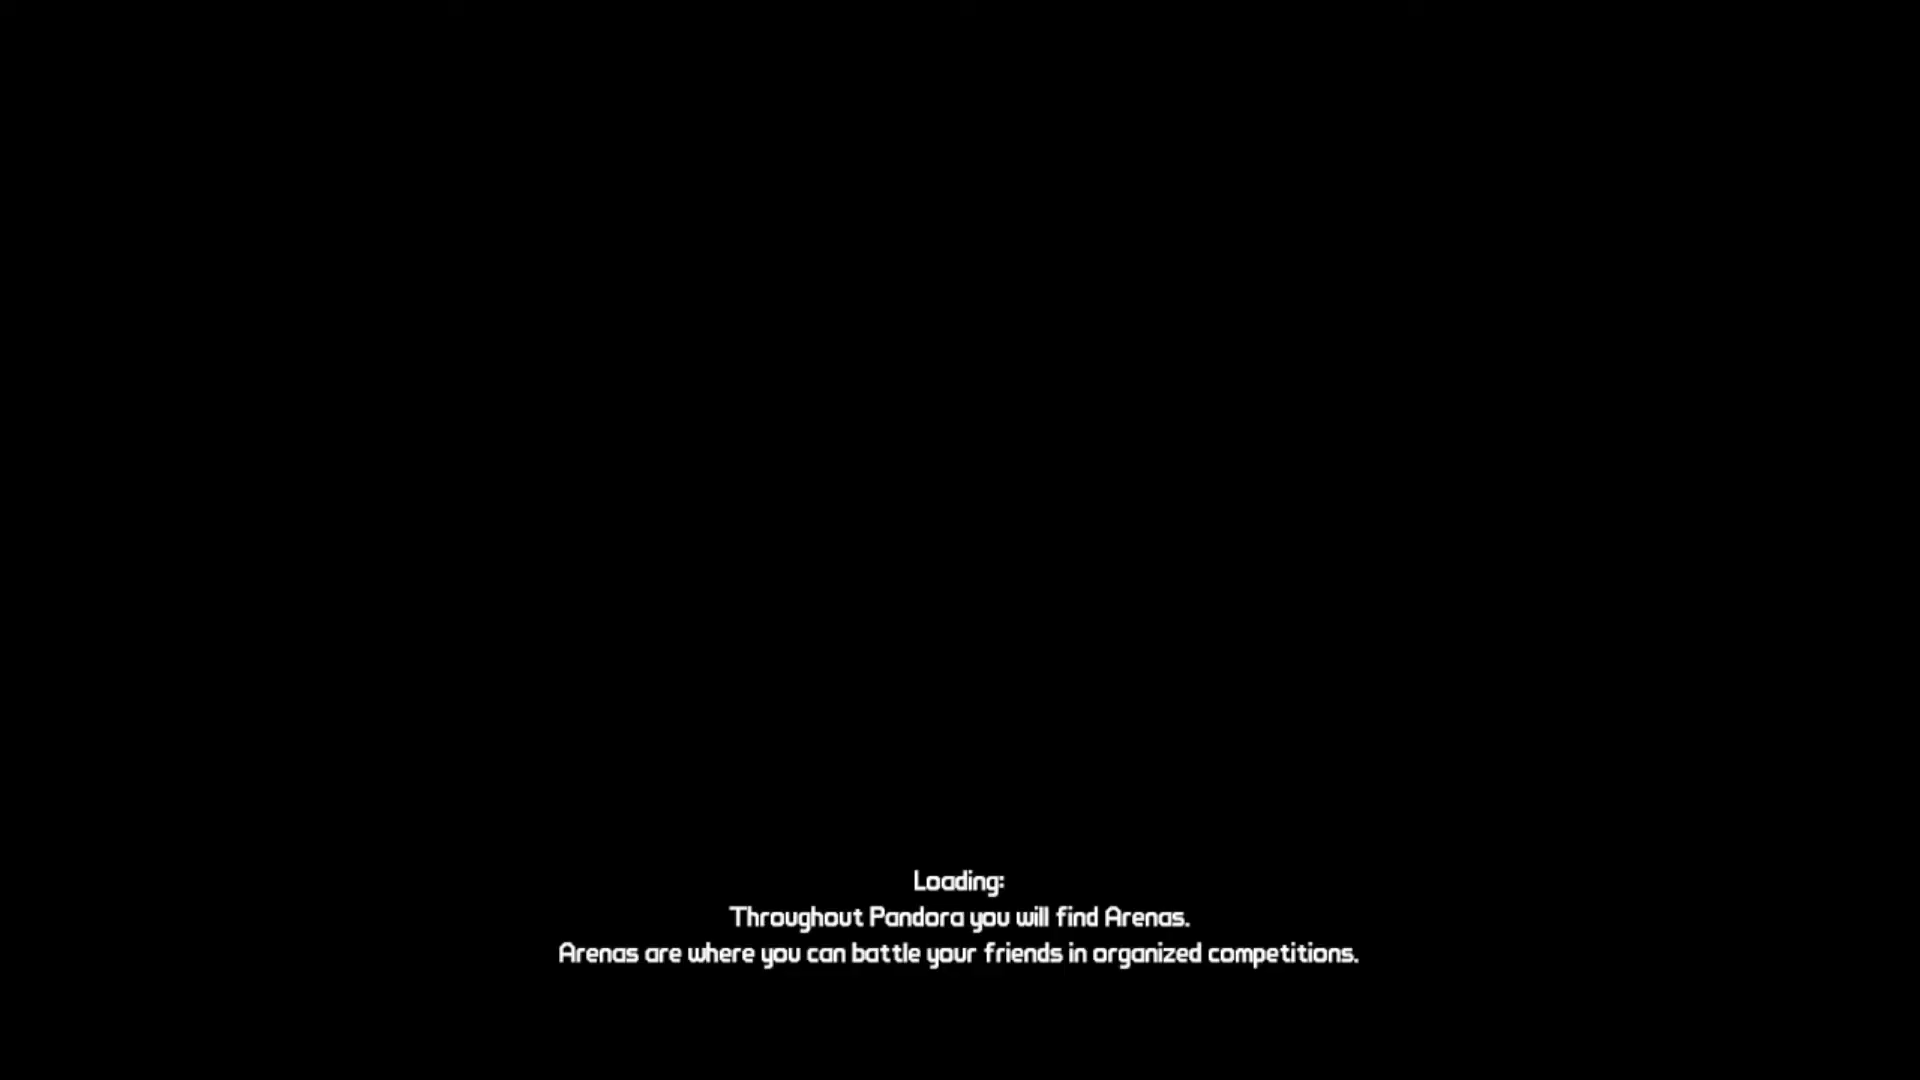 Loading:
Throughout Pandora you will find Arenas.
Arenas are where you can battle your friends in organized competitions.